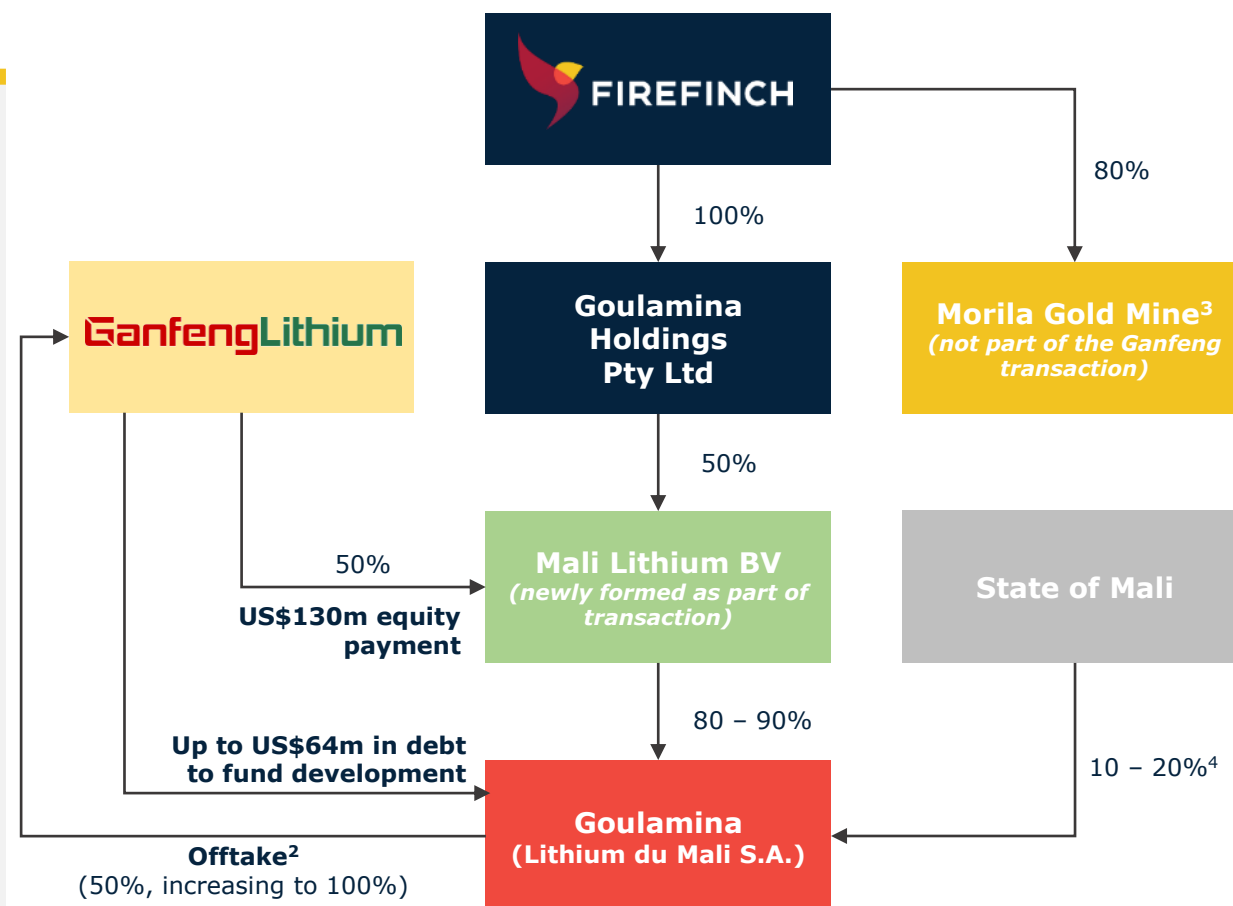 FIREFINCH
80%
100%
GanfengLithium
Goulamina
Holdings
Pty Ltd
Morila Gold Mine³
(not part of the Ganfeng
transaction)
50%
50%
US$130m equity
payment
Mali Lithium BV
(newly formed as part of
transaction)
State of Mali
80 – 90%
Up to US$64m in debt
to fund development
10 – 20%⁴
Goulamina
(Lithium du Mali S.A.)
Offtake²
(50%, increasing to 100%)